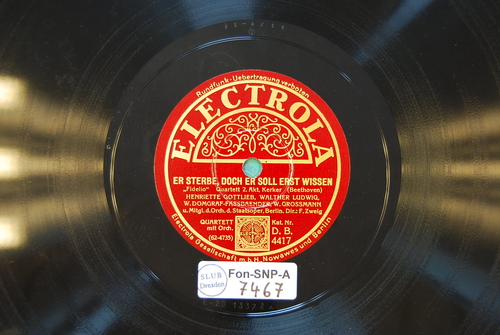 Rundfunk-Uebertragung verboten
ELECTROLA
ER STERBE, DOCH ER SOLL ERST WISSEN
„Fidelio" Quartett 2. Akt. Kerker (Beethoven)
HENRIETTE GOTTLIEB, WALTHER LUDWIG,
W. DOMGRAF-FASSBAENDER, W. GROSSMANN
u. Mitgl. d. Orch. d. Staatsoper, Berlin. Dir.: F. Zweig
QUARTETT
mit Orch.
(62-4735)
Kat. Nr.
D. B.
4417
Electrola Gesellschaft m.b.H. Nowawes und Berlin
SLUB
Dresden
Fon-SNP-A
7467